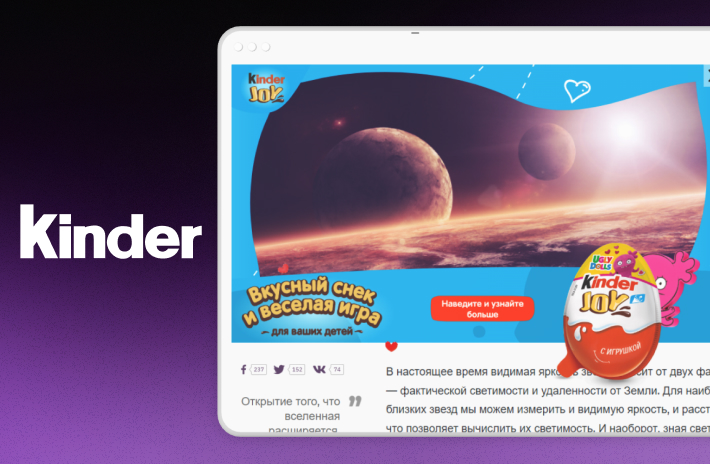 kinder
kinder
JOY
Вкусный снек
и веселая игра
– для ваших детей –
Наведите и узнайте
больше
UGLY
DOLLS
kinder
JOY
С ИГРУШКОЙ
237 152 74
Открытие того, что
вселенная
расширяется,
В настоящее время видимая
— фактической светимости и удаленности от Земли. Для наиб
близких звезд мы можем измерить и видимую яркость, и расст
что позволяет вычислить их светимость. И наоборот, зная свет